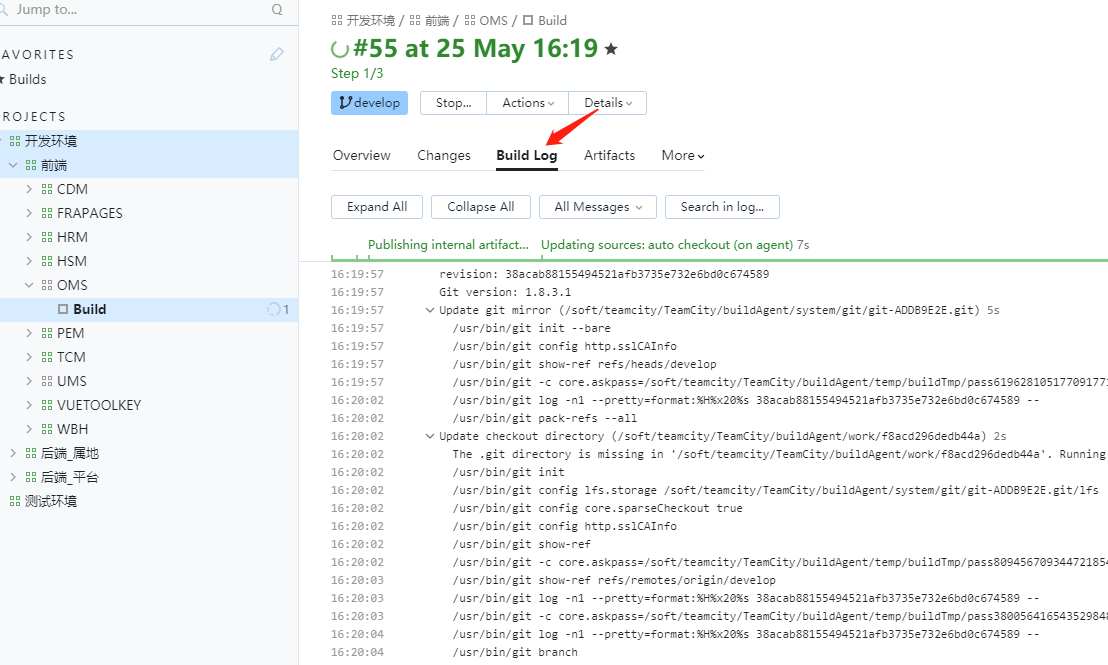 Jump to...
AVORITES
Builds
ROJECTS
开发环境
前端
CDM
FRAPAGES
HRM
HSM
OMS
Build 1
PEM
TCM
UMS
VUETOOLKEY
WBH
后端_属地
后端_平台
测试环境
开发环境 / 前端 / OMS / Build
#55 at 25 May 16:19
Step 1/3
develop Stop... Actions Details
Overview Changes Build Log Artifacts More
Expand All Collapse All All Messages Search in log...
Publishing internal artifact... Updating sources: auto checkout (on agent) 7s
16:19:57 revision: 38acab88155494521afb3735e732e6bd0c674589
16:19:57 Git version: 1.8.3.1
16:19:57 Update git mirror (/soft/teamcity/TeamCity/buildAgent/system/git/git-ADDB9E2E.git) 5s
16:19:57 /usr/bin/git init --bare
16:19:57 /usr/bin/git config http.sslCAInfo
16:19:57 /usr/bin/git show-ref refs/heads/develop
16:19:57 /usr/bin/git -c core.askpass=/soft/teamcity/TeamCity/buildAgent/temp/buildTmp/pass619628105177091771
16:20:02 /usr/bin/git log -n1 --pretty=format:%H%x20%s 38acab88155494521afb3735e732e6bd0c674589 --
16:20:02 /usr/bin/git pack-refs --all
16:20:02 Update checkout directory (/soft/teamcity/TeamCity/buildAgent/work/f8acd296dedb44a) 2s
16:20:02 The .git directory is missing in '/soft/teamcity/TeamCity/buildAgent/work/f8acd296dedb44a'. Running
16:20:02 /usr/bin/git init
16:20:02 /usr/bin/git config lfs.storage /soft/teamcity/TeamCity/buildAgent/system/git/git-ADDB9E2E.git/lfs
16:20:02 /usr/bin/git config core.sparseCheckout true
16:20:02 /usr/bin/git config http.sslCAInfo
16:20:02 /usr/bin/git show-ref
16:20:02 /usr/bin/git -c core.askpass=/soft/teamcity/TeamCity/buildAgent/temp/buildTmp/pass80945670934472185
16:20:03 /usr/bin/git show-ref refs/remotes/origin/develop
16:20:03 /usr/bin/git log -n1 --pretty=format:%H%x20%s 38acab88155494521afb3735e732e6bd0c674589 --
16:20:03 /usr/bin/git -c core.askpass=/soft/teamcity/TeamCity/buildAgent/temp/buildTmp/pass380056416543529848
16:20:04 /usr/bin/git log -n1 --pretty=format:%H%x20%s 38acab88155494521afb3735e732e6bd0c674589 --
16:20:04 /usr/bin/git branch